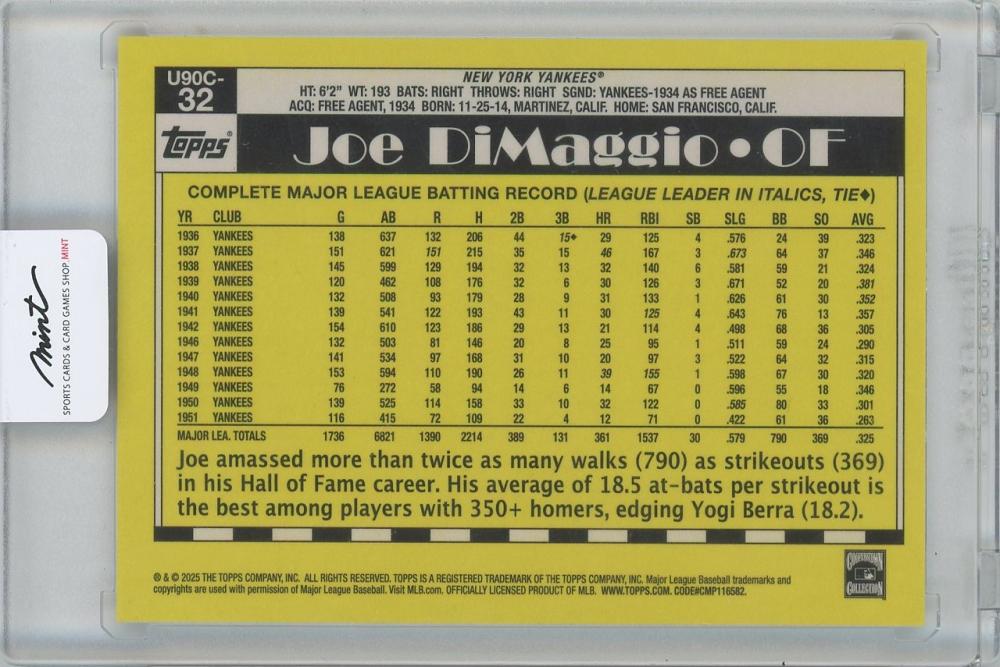 U90C-
32
NEW YORK YANKEES®
HT: 6'2" WT: 193 BATS: RIGHT THROWS: RIGHT SGND: YANKEES-1934 AS FREE AGENT
ACQ: FREE AGENT, 1934 BORN: 11-25-14, MARTINEZ, CALIF. HOME: SAN FRANCISCO, CALIF.
TOPPS®
JOE DIMAGGIO • OF
COMPLETE MAJOR LEAGUE BATTING RECORD (LEAGUE LEADER IN ITALICS, TIE♦)
YR CLUB G AB R H 2B 3B HR RBI SB SLG BB SO AVG
1936 YANKEES 138 637 132 206 44 15♦ 29 125 4 .576 24 39 .323
1937 YANKEES 151 621 151 215 35 15 46 167 3 .673 64 37 .346
1938 YANKEES 145 599 129 194 32 13 32 140 6 .581 59 21 .324
1939 YANKEES 120 462 108 176 32 6 30 126 3 .671 52 20 .381
1940 YANKEES 132 508 93 179 28 9 31 133 1 .626 61 30 .352
1941 YANKEES 139 541 122 193 43 11 30 125 4 .643 76 13 .357
1942 YANKEES 154 610 123 186 29 13 21 114 4 .498 68 36 .305
1946 YANKEES 132 503 81 146 20 8 25 95 1 .511 59 24 .290
1947 YANKEES 141 534 97 168 31 10 20 97 3 .522 64 32 .315
1948 YANKEES 153 594 110 190 26 11 39 155 1 .598 67 30 .320
1949 YANKEES 76 272 58 94 14 6 14 67 0 .596 55 18 .346
1950 YANKEES 139 525 114 158 33 10 32 122 0 .585 80 33 .301
1951 YANKEES 116 415 72 109 22 4 12 71 0 .422 61 36 .263
MAJOR LEA. TOTALS 1736 6821 1390 2214 389 131 361 1537 30 .579 790 369 .325
Joe amassed more than twice as many walks (790) as strikeouts (369)
in his Hall of Fame career. His average of 18.5 at-bats per strikeout is
the best among players with 350+ homers, edging Yogi Berra (18.2).
® & © 2025 THE TOPPS COMPANY, INC. ALL RIGHTS RESERVED. TOPPS IS A REGISTERED TRADEMARK OF THE TOPPS COMPANY, INC. Major League Baseball trademarks and
copyrights are used with permission of Major League Baseball. Visit MLB.com. OFFICIALLY LICENSED PRODUCT OF MLB. WWW.TOPPS.COM. CODE#CMP116582.
COOPERSTOWN
COLLECTION
mint
SPORTS CARDS & CARD GAMES SHOP.MINT